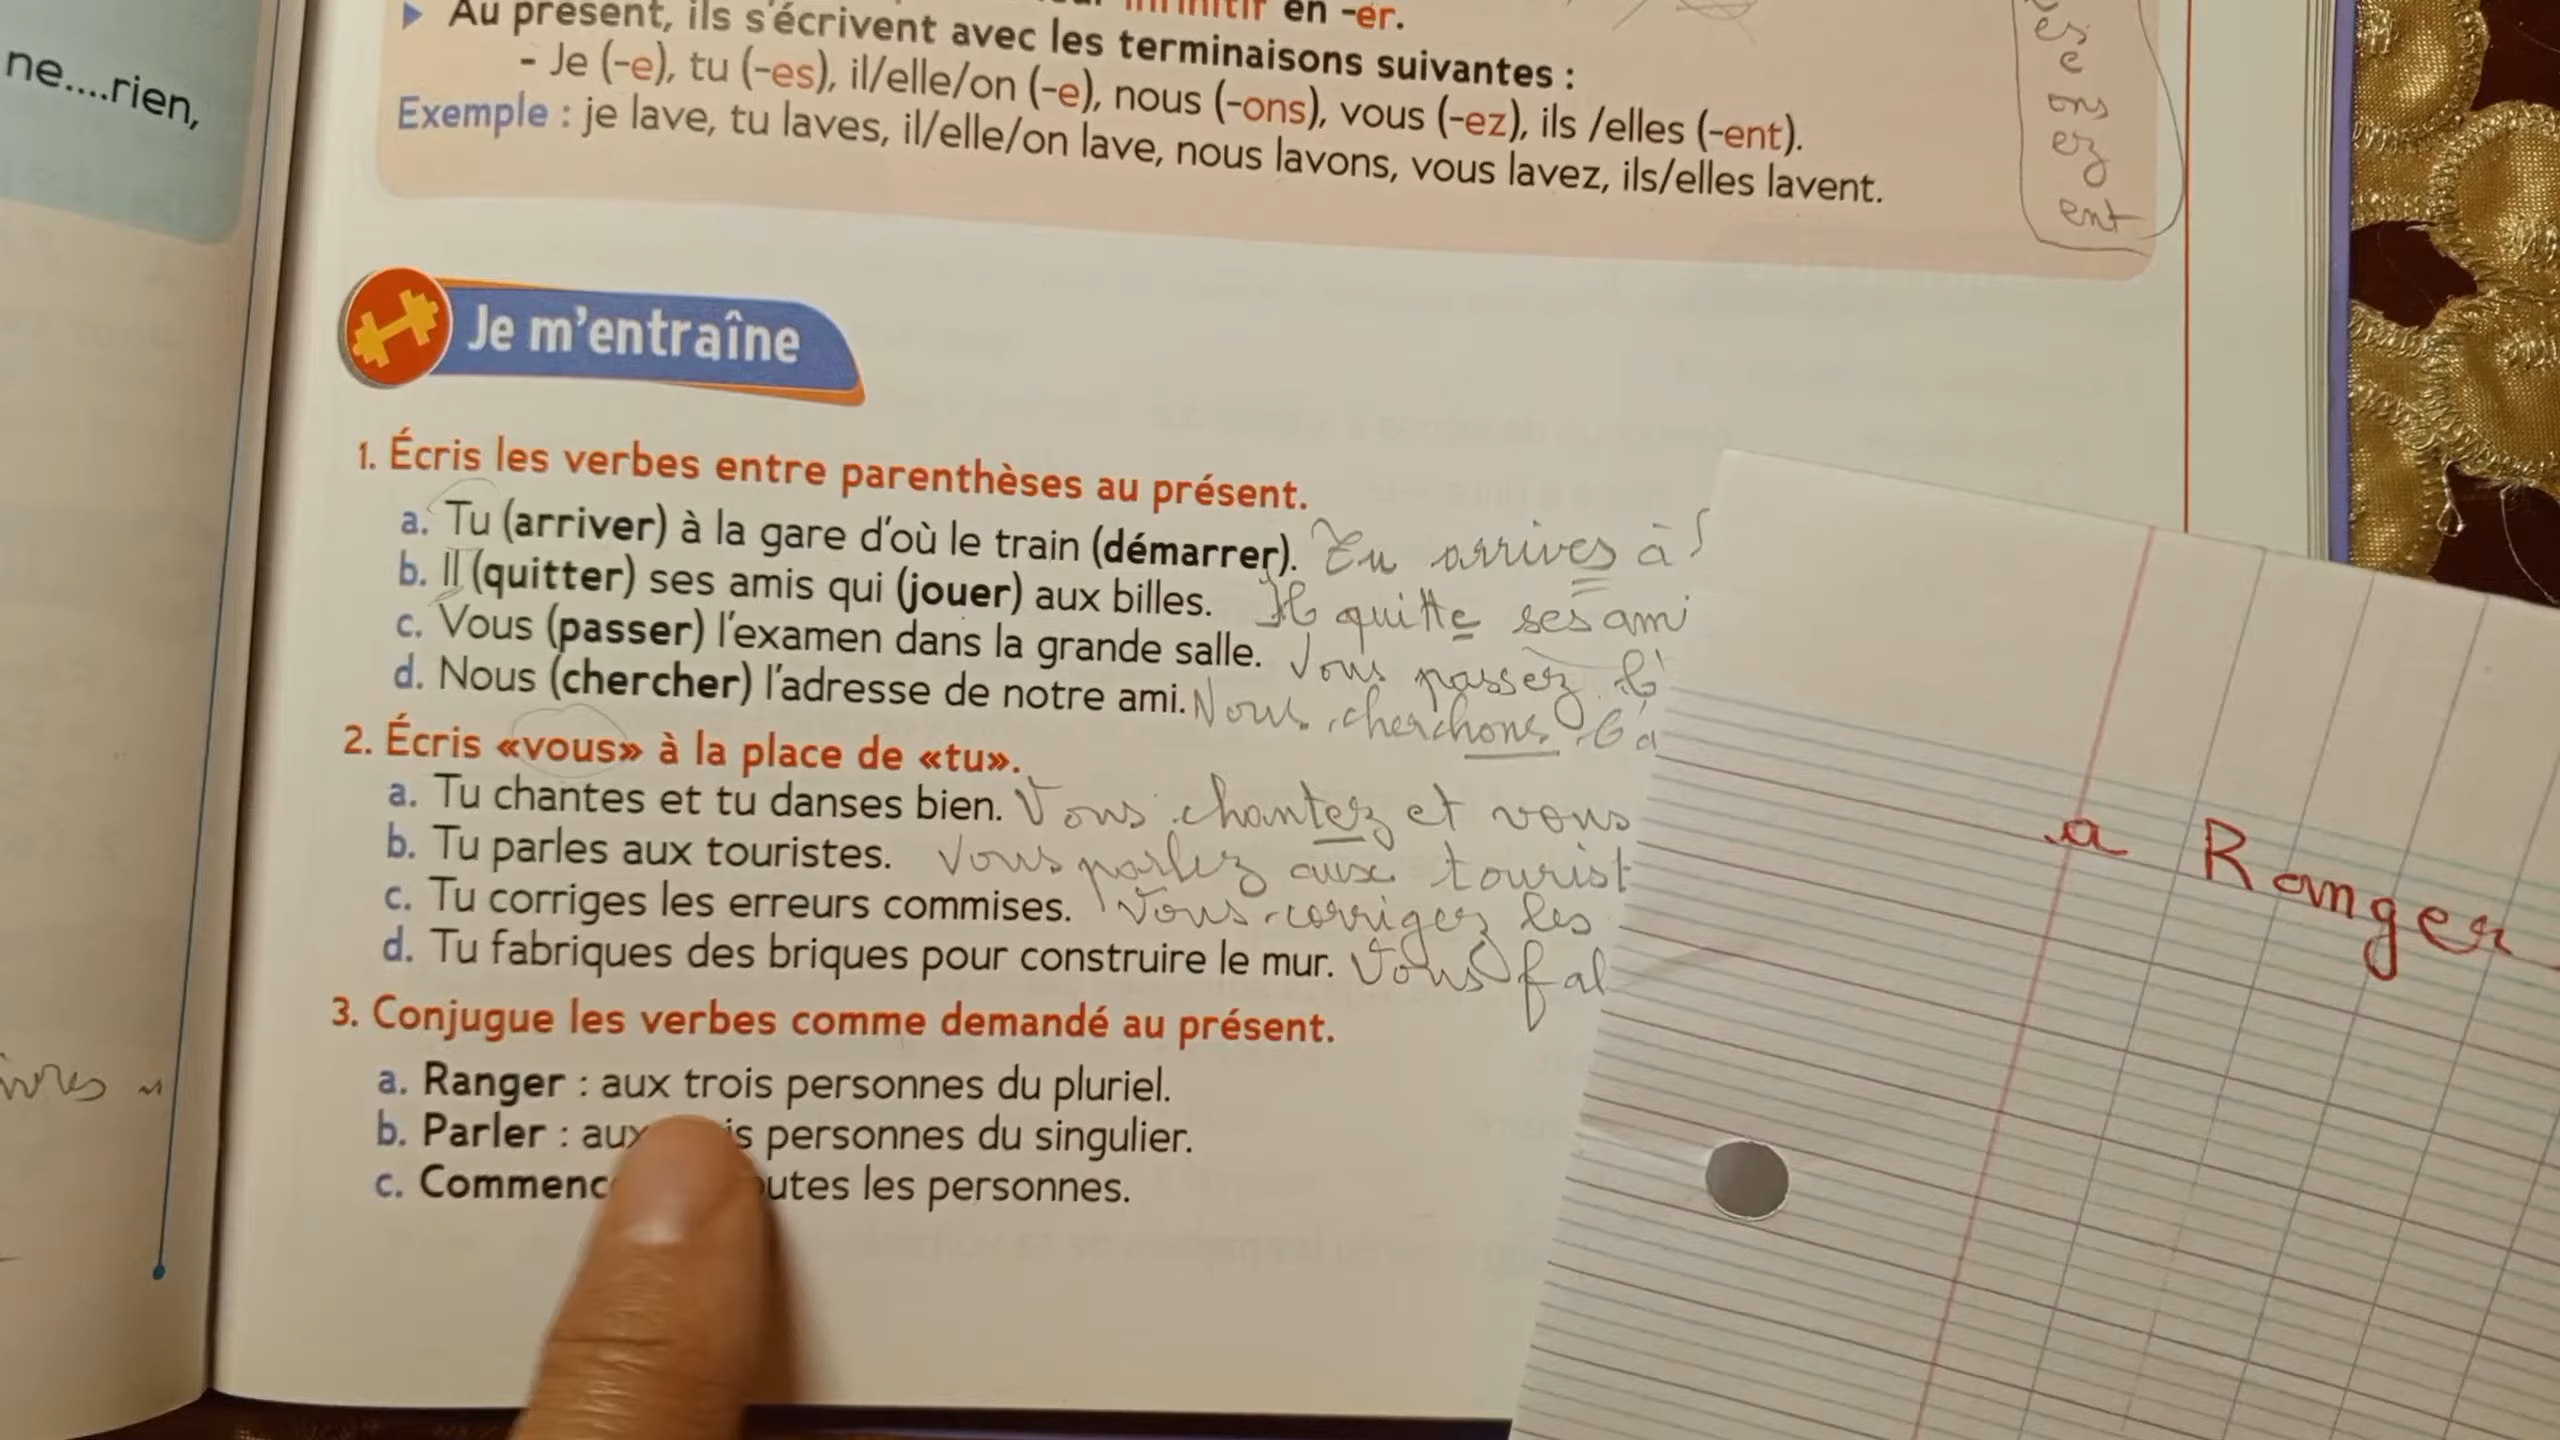 ne....rien,
infinitif en -er.
▶ Au présent, ils s'écrivent avec les terminaisons suivantes :
- Je (-e), tu (-es), il/elle/on (-e), nous (-ons), vous (-ez), ils /elles (-ent).
Exemple : je lave, tu laves, il/elle/on lave, nous lavons, vous lavez, ils/elles lavent.
es
e
ons
ez
ent
Je m'entraîne
1. Écris les verbes entre parenthèses au présent.
a. Tu (arriver) à la gare d'où le train (démarrer). Tu arrives à
b. Il (quitter) ses amis qui (jouer) aux billes. Il quitte ses ami
c. Vous (passer) l'examen dans la grande salle. Vous passez l'
d. Nous (chercher) l'adresse de notre ami. Nous cherchons l'a
2. Écris «vous» à la place de «tu».
a. Tu chantes et tu danses bien. Vous chantez et vous
b. Tu parles aux touristes. Vous parlez aux tourist
c. Tu corriges les erreurs commises. Vous corrigez les
d. Tu fabriques des briques pour construire le mur. Vous fa
3. Conjugue les verbes comme demandé au présent.
a. Ranger : aux trois personnes du pluriel.
b. Parler : aux is personnes du singulier.
c. Commenc utes les personnes.
a Ranger